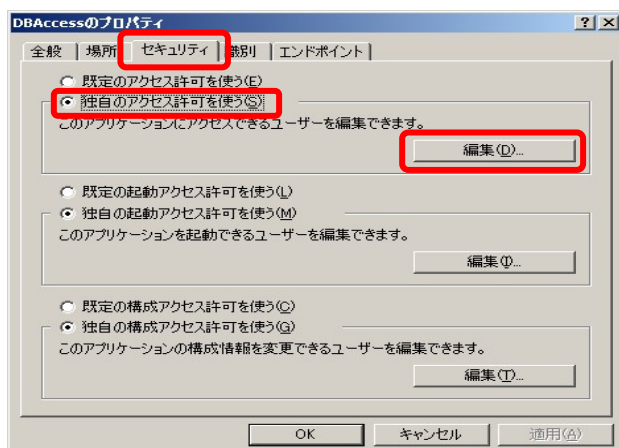 DBAccessのプロパティ
全般 場所 セキュリティ 識別 エンドポイント
既定のアクセス許可を使う(E)
独自のアクセス許可を使う(S)
このアプリケーションにアクセスできるユーザーを編集できます。
編集(D)...
既定の起動アクセス許可を使う(L)
独自の起動アクセス許可を使う(M)
このアプリケーションを起動できるユーザーを編集できます。
編集(I)...
既定の構成アクセス許可を使う(C)
独自の構成アクセス許可を使う(G)
このアプリケーションの構成情報を変更できるユーザーを編集できます。
編集(T)...
OK キャンセル 適用(A)